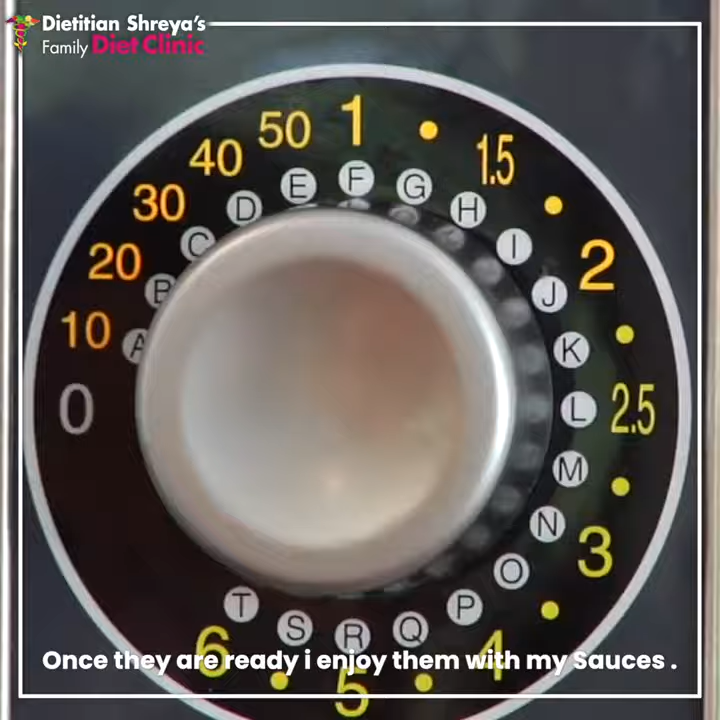 Dietitian Shreya's
Family Diet Clinic
0
10
20
30
40
50
1
1.5
2
2.5
3
4
5
6
A
B
C
D
E
F
G
H
I
J
K
L
M
N
O
P
Q
R
S
T
Once they are ready i enjoy them with my Sauces .